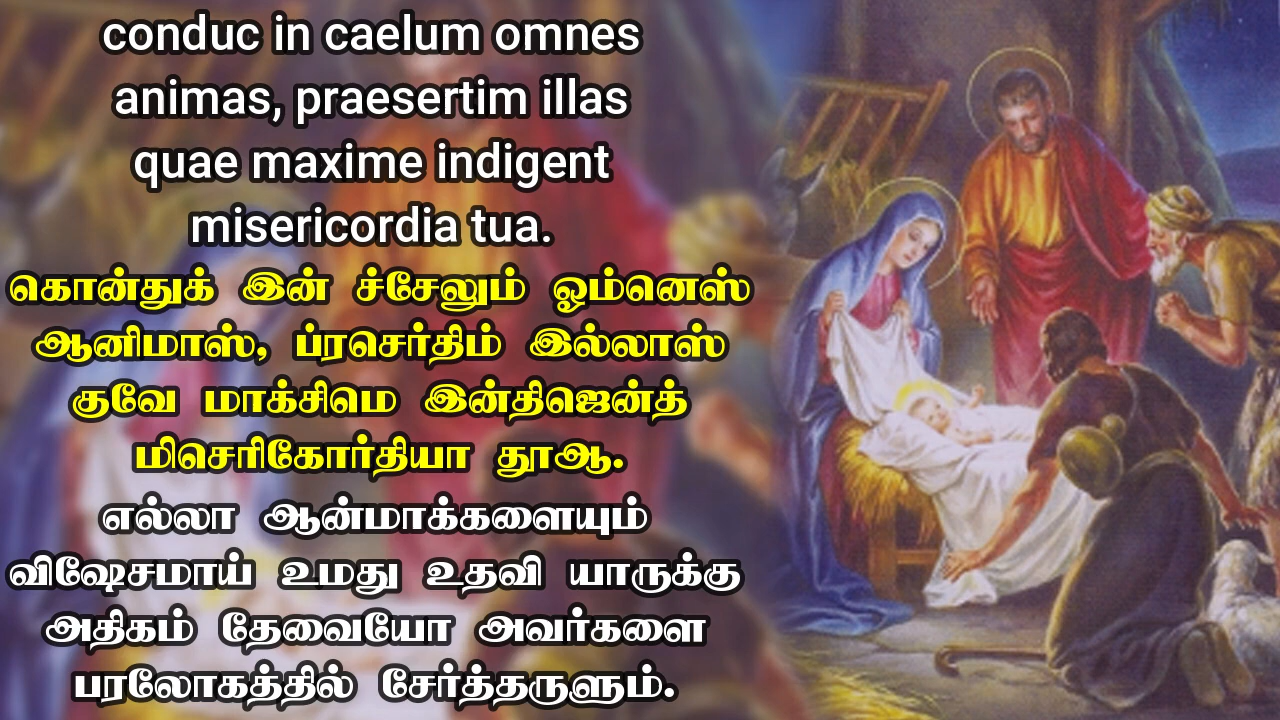 conduc in caelum omnes
animas, praesertim illas
quae maxime indigent
misericordia tua.
கொன்துக் இன் ச்சேலும் ஓம்னெஸ்
ஆனிமாஸ், ப்ரசெர்திம் இல்லாஸ்
குவே மாக்சிமெ இன்திஜென்த்
மிசெரிகோர்தியா தூஆ.
எல்லா ஆன்மாக்களையும்
விஷேசமாய் உமது உதவி யாருக்கு
அதிகம் தேவையோ அவர்களை
பரலோகத்தில் சேர்த்தருளும்.